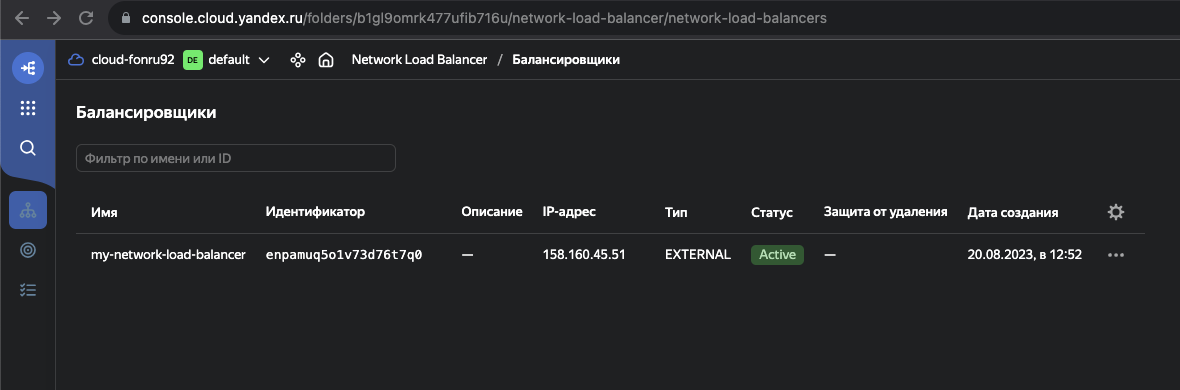 console.cloud.yandex.ru/folders/b1gl9omrk477ufib716u/network-load-balancer/network-load-balancers
cloud-fonru92 DE default Network Load Balancer / Балансировщики
Балансировщики
Фильтр по имени или ID
Имя Идентификатор Описание IP-адрес Тип Статус Защита от удаления Дата создания
my-network-load-balancer enpamuq5o1v73d76t7q0 — 158.160.45.51 EXTERNAL Active — 20.08.2023, в 12:52